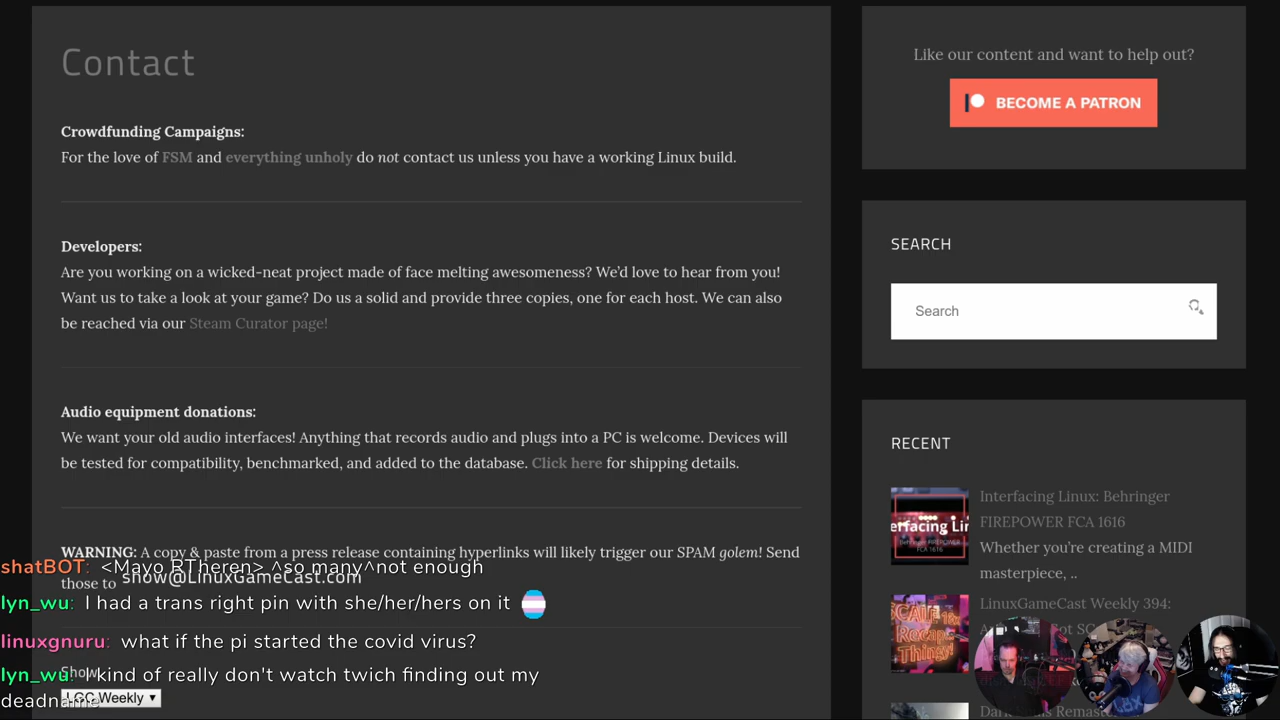 Contact
Crowdfunding Campaigns:
For the love of FSM and everything unholy do not contact us unless you have a working Linux build.
Developers:
Are you working on a wicked-neat project made of face melting awesomeness? We'd love to hear from you!
Want us to take a look at your game? Do us a solid and provide three copies, one for each host. We can also
be reached via our Steam Curator page!
Audio equipment donations:
We want your old audio interfaces! Anything that records audio and plugs into a PC is welcome. Devices will
be tested for compatibility, benchmarked, and added to the database. Click here for shipping details.
WARNING: A copy & paste from a press release containing hyperlinks will likely trigger our SPAM golem! Send
those to show@LinuxGameCast.com
Show
LGC Weekly
shatBOT: <Mayo_BTheren> ^so many^not enough
lyn_wu: I had a trans right pin with she/her/hers on it
linuxgnuru: what if the pi started the covid virus?
lyn_wu: I kind of really don't watch twich finding out my
deadname
Like our content and want to help out?
BECOME A PATRON
SEARCH
Search
RECENT
Interfacing Linux: Behringer
FIREPOWER FCA 1616
Whether you're creating a MIDI
masterpiece, ..
LinuxGameCast Weekly 394: